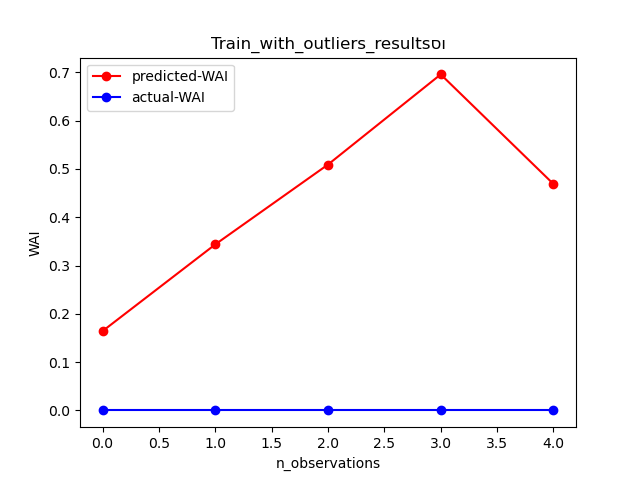 Train_with_outliers_resultsסו
predicted-WAI
actual-WAI
WAI
0.7
0.6
0.5
0.4
0.3
0.2
0.1
0.0
0.0 0.5 1.0 1.5 2.0 2.5 3.0 3.5 4.0
n_observations